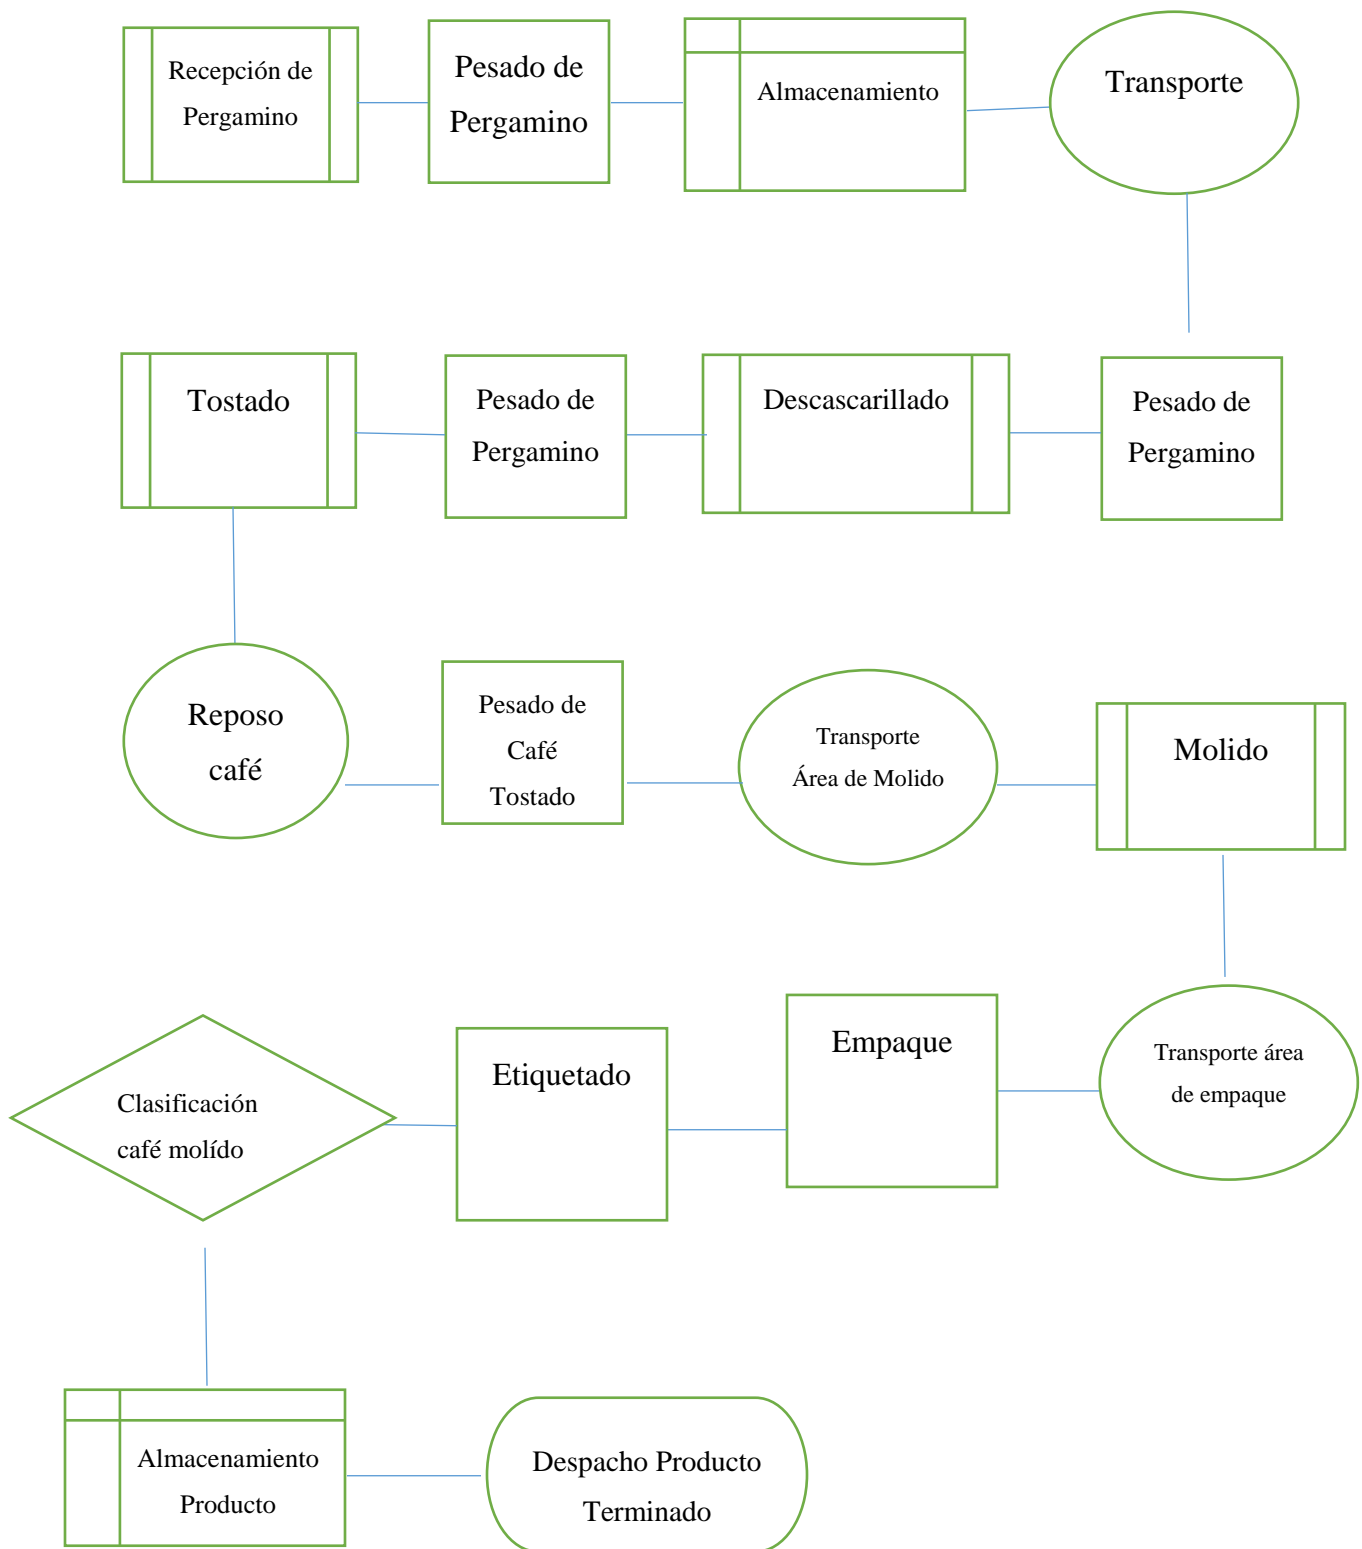 Recepción de
Pergamino
Pesado de
Pergamino
Almacenamiento
Transporte
Tostado
Pesado de
Pergamino
Descascarillado
Pesado de
Pergamino
Reposo
café
Pesado de
Café
Tostado
Transporte
Área de Molido
Molido
Clasificación
café molído
Etiquetado
Empaque
Transporte área
de empaque
Almacenamiento
Producto
Despacho Producto
Terminado